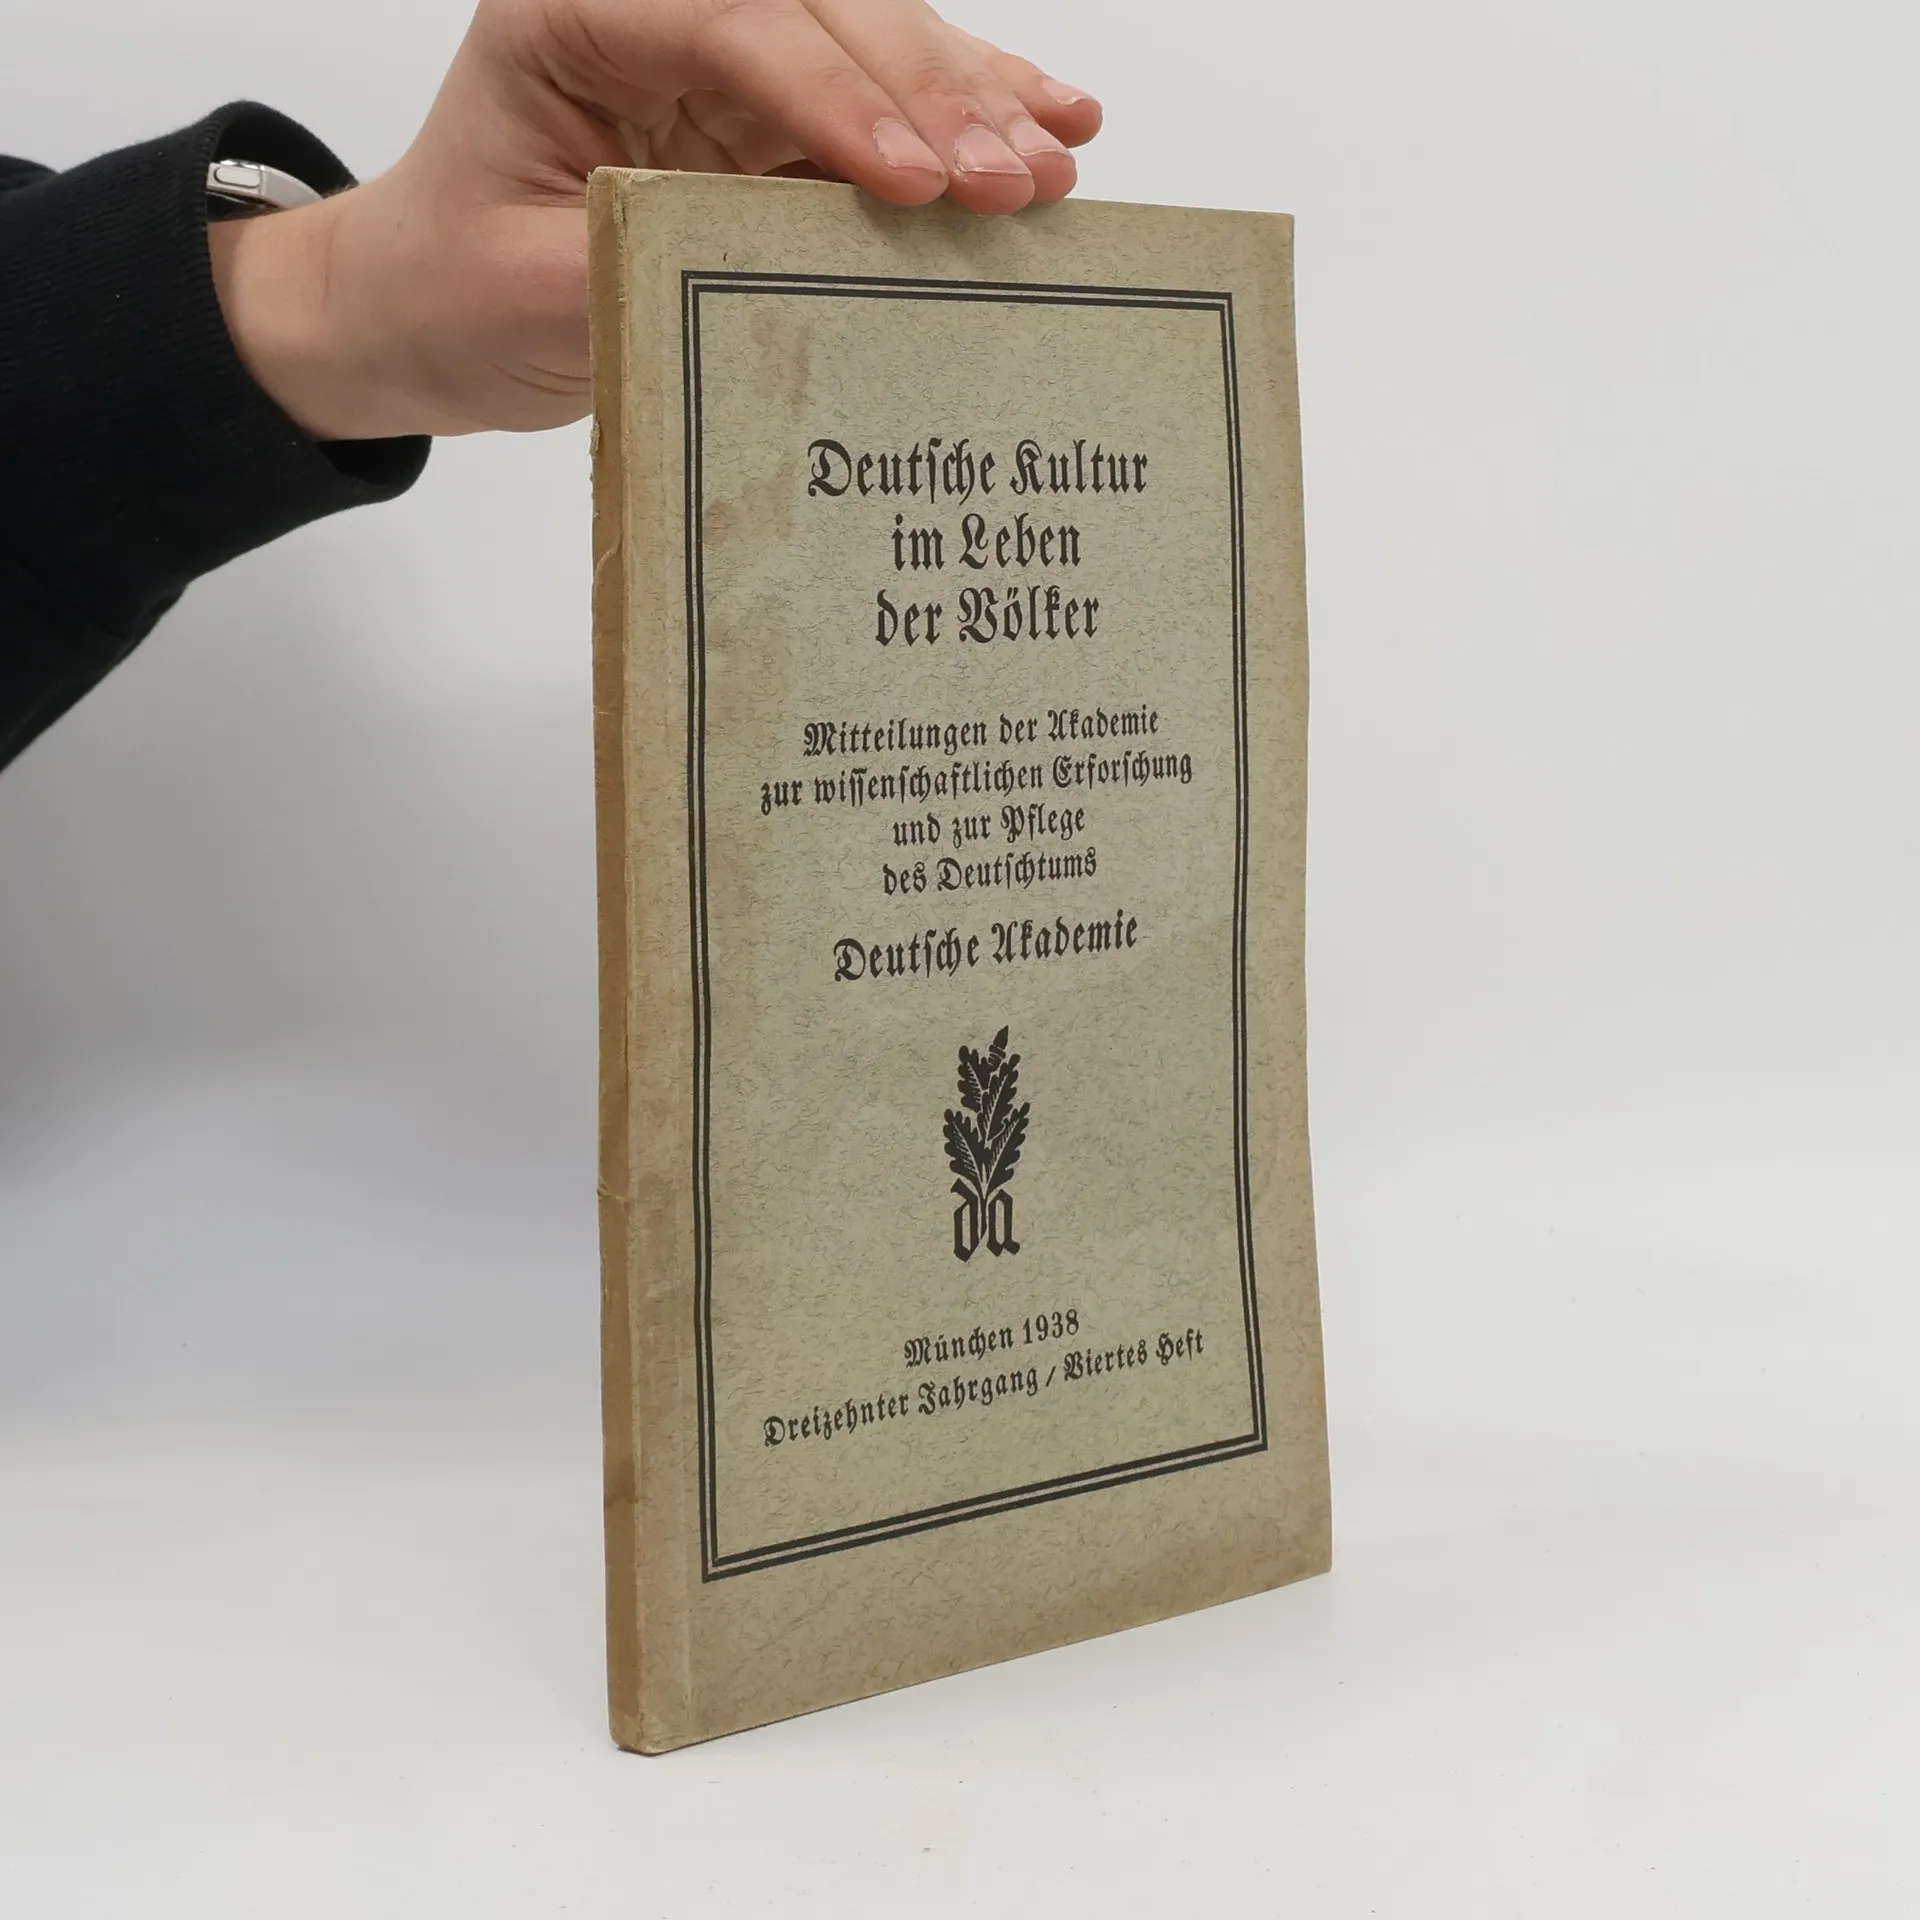 Deutſche Kultur
im Leben
der Völker
Mitteilungen der Akademie
zur wiſſenſchaftlichen Erforſchung
und zur Pflege
des Deutſchtums
Deutſche Akademie
da
München 1938
Dreizehnter Jahrgang / Viertes Heft